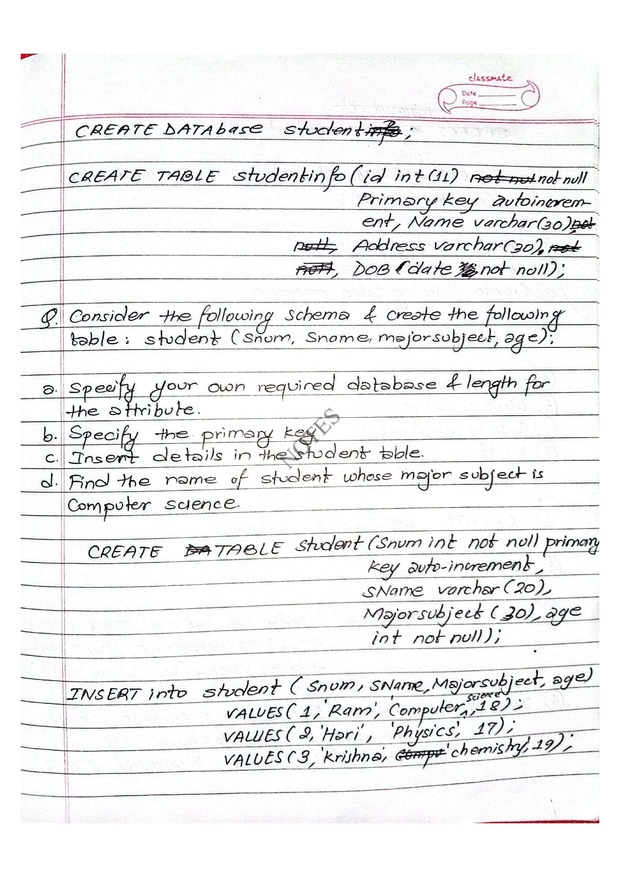 classmate
Date
Page
CREATE DATAbase student;
CREATE TABLE studentinfo (id int (11) not null
Primary key autoincrem-
ent, Name varchar(30),
Address varchar(30),
, DOB (date not null);
Q. Consider the following schema & create the following
table: student (Snum, Sname, majorsubject, age);
a. Specify your own required database & length for
the attribute.
b. Specify the primary key.
c. Insert details in the student table.
d. Find the name of student whose major subject is
Computer science.
NOTES
CREATE TABLE student (Snum int not null primary
key auto-increment,
SName varchar (20),
Majorsubject (30), age
int not null);
INSERT into student ( Snum, SName, Majorsubject, age)
VALUES( 1, 'Ram', Computer science, 18);
VALUES( 2, 'Hari', 'Physics', 17);
VALUES (3, 'krishna', 'chemistry', 19);